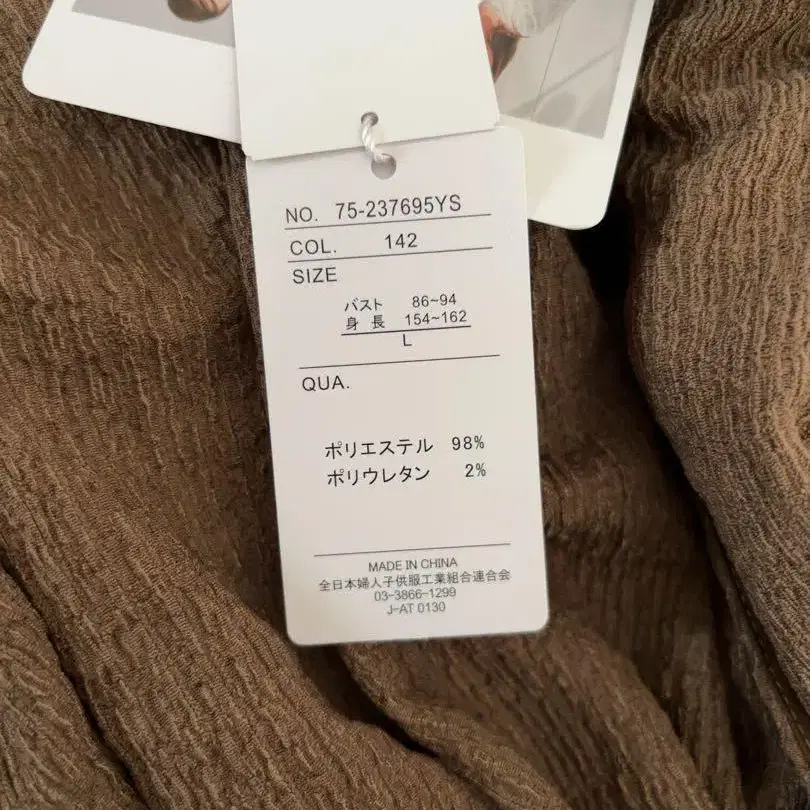 NO. 75-237695YS
COL. 142
SIZE
バスト 86~94
身長 154~162
L
QUA.
ポリエステル 98%
ポリウレタン 2%
MADE IN CHINA
全日本婦人子供服工業組合連合会
03-3866-1299
J-AT 0130